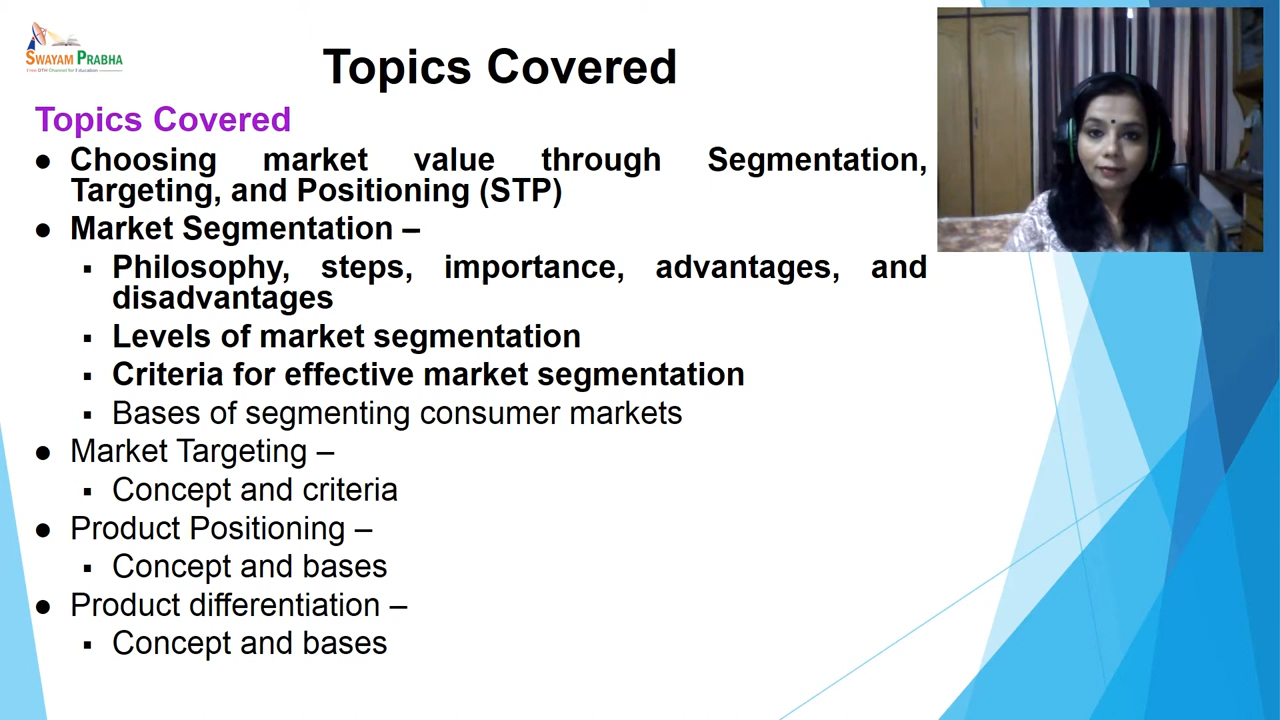 SWAYAM PRABHA
Topics Covered
Topics Covered
● Choosing market value through Segmentation,
Targeting, and Positioning (STP)
● Market Segmentation –
▪ Philosophy, steps, importance, advantages, and
disadvantages
▪ Levels of market segmentation
▪ Criteria for effective market segmentation
▪ Bases of segmenting consumer markets
● Market Targeting –
▪ Concept and criteria
● Product Positioning –
▪ Concept and bases
● Product differentiation –
▪ Concept and bases